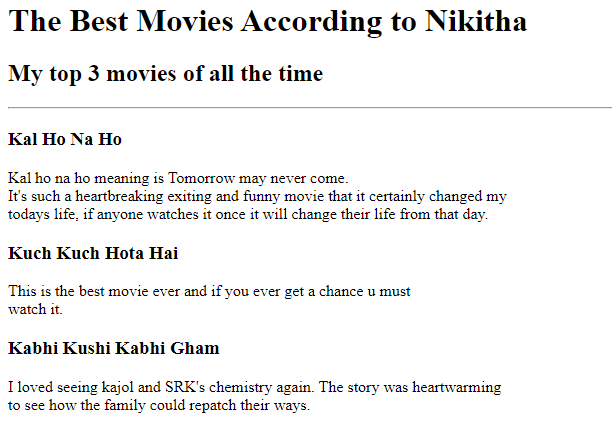 The Best Movies According to Nikitha
My top 3 movies of all the time
Kal Ho Na Ho
Kal ho na ho meaning is Tomorrow may never come.
It's such a heartbreaking exiting and funny movie that it certainly changed my
todays life, if anyone watches it once it will change their life from that day.
Kuch Kuch Hota Hai
This is the best movie ever and if you ever get a chance u must
watch it.
Kabhi Kushi Kabhi Gham
I loved seeing kajol and SRK's chemistry again. The story was heartwarming
to see how the family could repatch their ways.